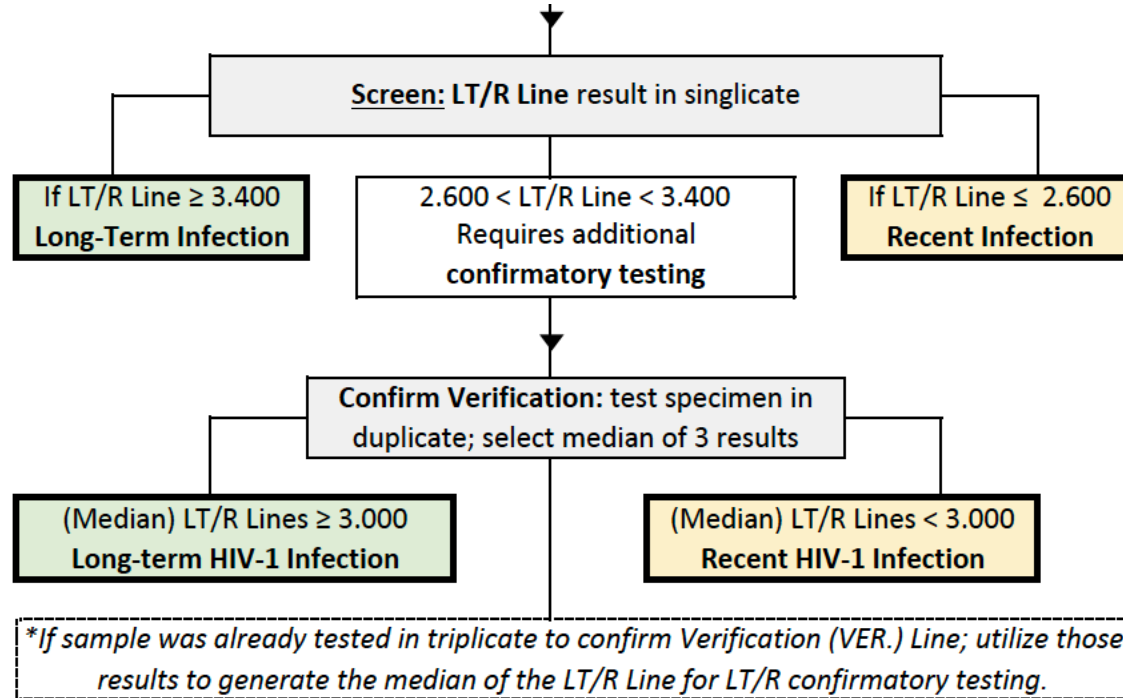 Screen: LT/R Line result in singlicate
If LT/R Line ≥ 3.400
Long-Term Infection
2.600 < LT/R Line < 3.400
Requires additional
confirmatory testing
If LT/R Line ≤ 2.600
Recent Infection
Confirm Verification: test specimen in
duplicate; select median of 3 results
(Median) LT/R Lines ≥ 3.000
Long-term HIV-1 Infection
(Median) LT/R Lines < 3.000
Recent HIV-1 Infection
*If sample was already tested in triplicate to confirm Verification (VER.) Line; utilize those
results to generate the median of the LT/R Line for LT/R confirmatory testing.